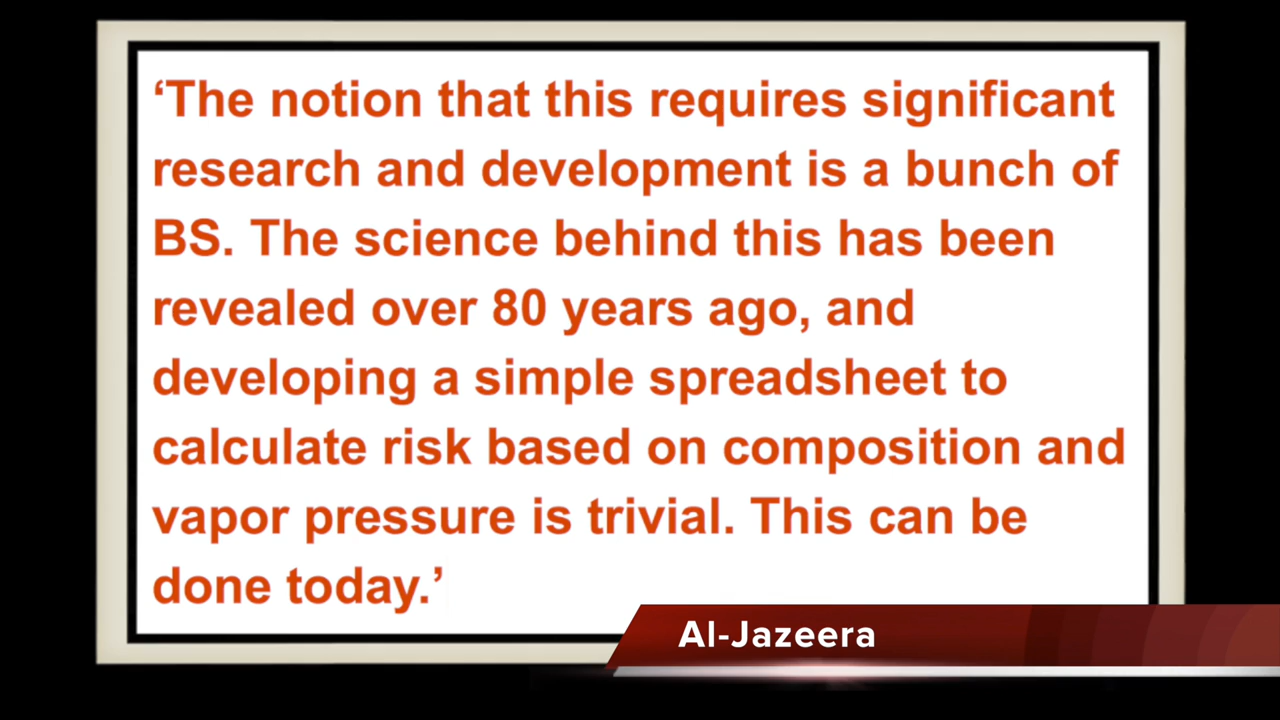 ‘The notion that this requires significant
research and development is a bunch of
BS. The science behind this has been
revealed over 80 years ago, and
developing a simple spreadsheet to
calculate risk based on composition and
vapor pressure is trivial. This can be
done today.’
Al-Jazeera